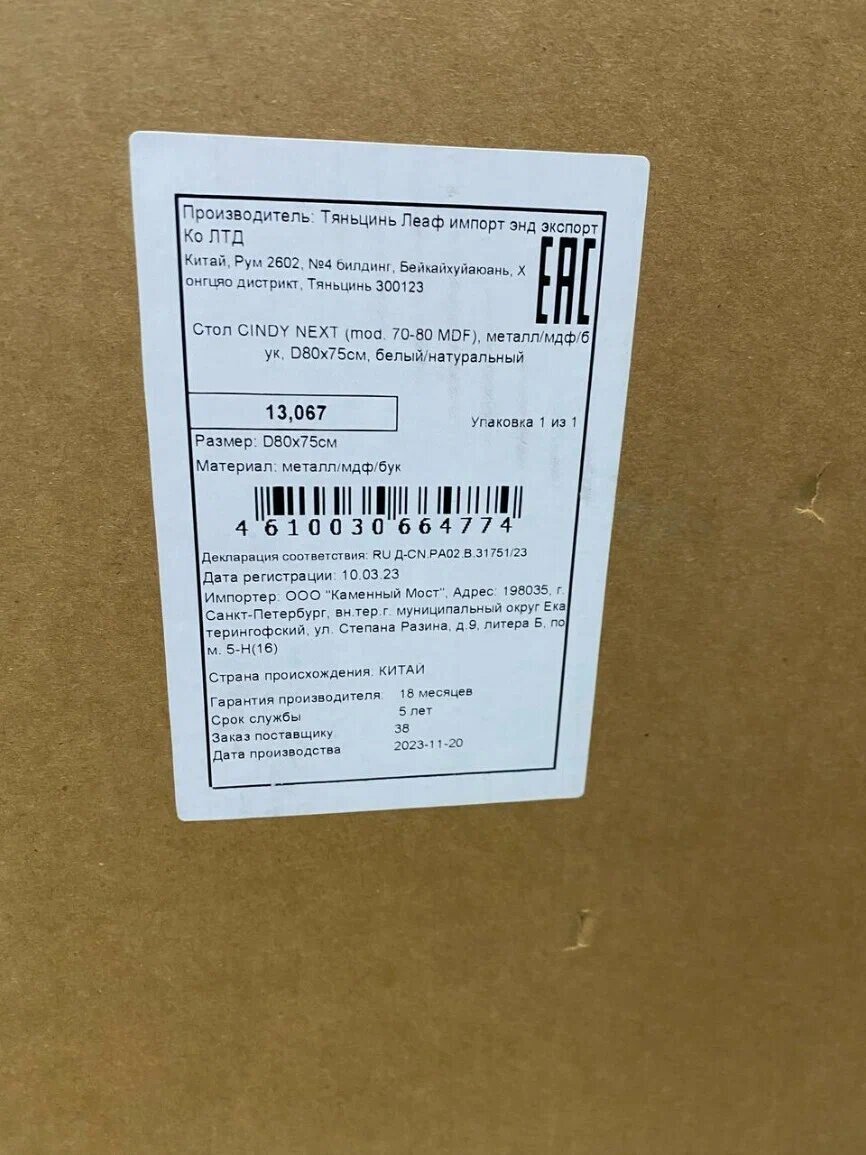 Производитель: Тяньцинь Леаф импорт энд экспорт
Ко ЛТД
EAC
Китай, Рум 2602, №4 билдинг, Бейкайхуйаюань, Х
онгцяо дистрикт, Тяньцинь 300123
Стол CINDY NEXT (mod. 70-80 MDF), металл/мдф/б
ук, D80x75см, белый/натуральный
13,067
Упаковка 1 из 1
Размер: D80x75см
Материал: металл/мдф/бук
4 610030 664774
Декларация соответствия: RU Д-CN.РА02.В.31751/23
Дата регистрации: 10.03.23
Импортер: ООО "Каменный Мост", Адрес: 198035, г.
Санкт-Петербург, вн.тер.г. муниципальный округ Ека
терингофский, ул. Степана Разина, д.9, литера Б, по
м. 5-Н(16)
Страна происхождения: КИТАЙ
Гарантия производителя: 18 месяцев
Срок службы 5 лет
Заказ поставщику 38
Дата производства 2023-11-20